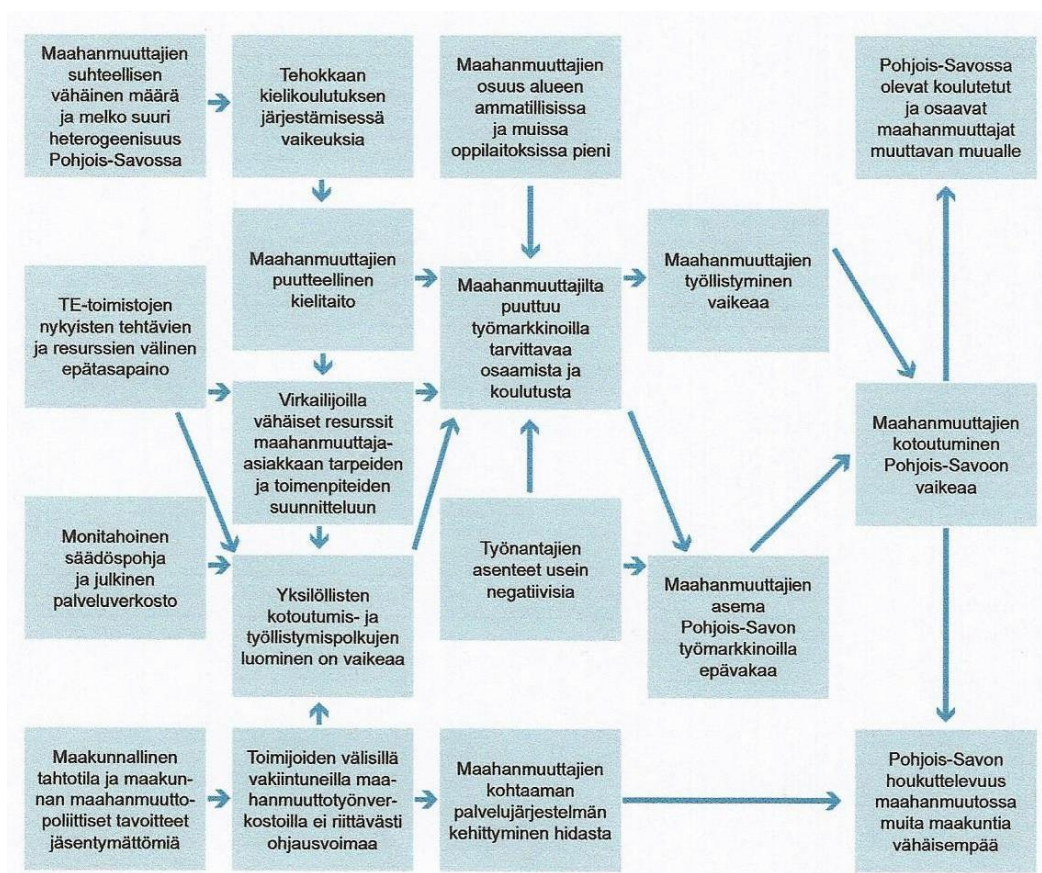 Maahanmuuttajien
suhteellisen
vähäinen määrä
ja melko suuri
heterogeenisuus
Pohjois-Savossa
Tehokkaan
kielikoulutuksen
järjestämisessä
vaikeuksia
Maahanmuuttajien
osuus alueen
ammatillisissa
ja muissa
oppilaitoksissa pieni
Pohjois-Savossa
olevat koulutetut
ja osaavat
maahanmuuttajat
muuttavan muualle
Maahanmuuttajien
puutteellinen
kielitaito
Maahanmuuttajien
työllistyminen
vaikeaa
TE-toimistojen
nykyisten tehtävien
ja resurssien välinen
epätasapaino
Maahanmuuttajilta
puuttuu
työmarkkinoilla
tarvittavaa
osaamista ja
koulutusta
Virkailijoilla
vähäiset resurssit
maahanmuuttaja-
asiakkaan tarpeiden
ja toimenpiteiden
suunnitteluun
Maahanmuuttajien
kotoutuminen
Pohjois-Savoon
vaikeaa
Monitahoinen
säädöspohja
ja julkinen
palveluverkosto
Työnantajien
asenteet usein
negatiivisia
Yksilöllisten
kotoutumis- ja
työllistymispolkujen
luominen on vaikeaa
Maahanmuuttajien
asema
Pohjois-Savon
työmarkkinoilla
epävakaa
Maakunnallinen
tahtotila ja maakun-
nan maahanmuutto-
poliittiset tavoitteet
jäsentymättömiä
Toimijoiden välisillä
vakiintuneilla maa-
hanmuuttotyönver-
kostoilla ei riittävästi
ohjausvoimaa
Maahanmuuttajien
kohtaaman
palvelujärjestelmän
kehittyminen hidasta
Pohjois-Savon
houkuttelevuus
maahanmuutossa
muita maakuntia
vähäisempää